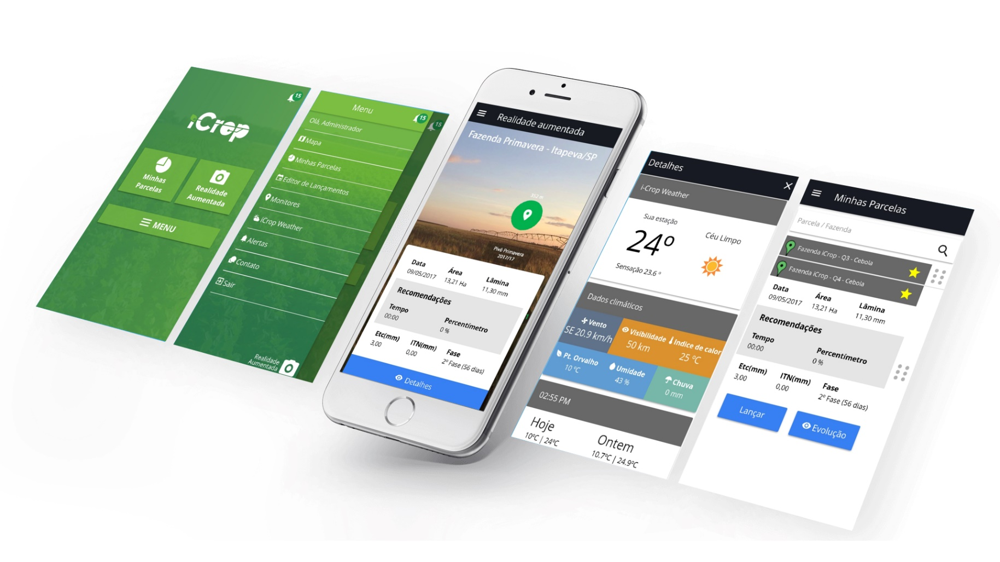 15
iCrop
Minhas
Parcelas
Realidade
Aumentada
MENU
Menu
15
15
Olá, Administrador
Mapa
Minhas Parcelas
Editor de Lançamentos
Monitores
iCrop Weather
Alertas
Contato
Sair
Realidade
Aumentada
Realidade aumentada
Fazenda Primavera - Itapeva/SP
352 m
Pivô Primavera
2017/17
Data
09/05/2017
Área
13,21 Ha
Lâmina
11,30 mm
Recomendações
Tempo
00:00
Percentímetro
0 %
Etc(mm)
3,00
ITN(mm)
0,00
Fase
2º Fase (56 dias)
Detalhes
Detalhes
i-Crop Weather
Sua estação
24º
Sensação 23.6 º
Céu Limpo
Dados climáticos
Vento
SE 20.9 km/h
Visibilidade
50 km
Indice de calor
25 ºC
Pt. Orvalho
10 ºC
Umidade
43 %
Chuva
0 mm
02:55 PM
Hoje
10ºC | 24ºC
Ontem
10.7ºC | 24.9ºC
Minhas Parcelas
Parcela / Fazenda
Fazenda iCrop - Q3 - Cebola
Fazenda iCrop - Q4 - Cebola
Data
09/05/2017
Área
13,21 Ha
Lâmina
11,30 mm
Recomendações
Tempo
00:00
Percentímetro
0 %
Etc(mm)
3,00
ITN(mm)
0,00
Fase
2º Fase (56 dias)
Lançar
Evolução